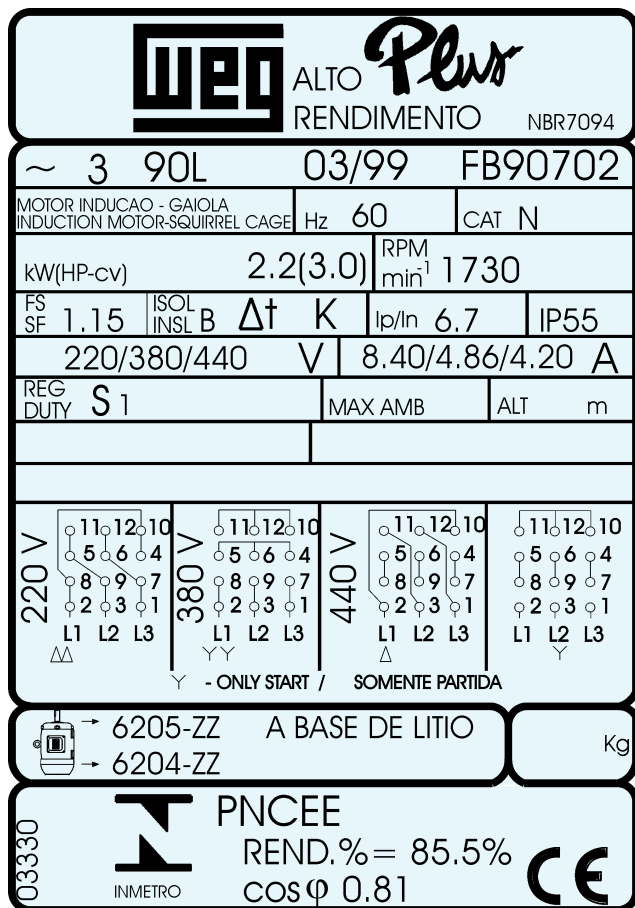 WEG ALTO Plus
RENDIMENTO NBR7094
~ 3 90L 03/99 FB90702
MOTOR INDUCAO - GAIOLA
INDUCTION MOTOR-SQUIRREL CAGE Hz 60 CAT N
kW(HP-cv) 2.2(3.0) RPM
min-1 1730
FS
SF 1.15 ISOL
INSL B Δt K Ip/In 6.7 IP55
220/380/440 V 8.40/4.86/4.20 A
REG
DUTY S1 MAX AMB ALT m
220 V
11 12 10
5 6 4
8 9 7
2 3 1
L1 L2 L3
△△
380 V
11 12 10
5 6 4
8 9 7
2 3 1
L1 L2 L3
Y Y
440 V
11 12 10
5 6 4
8 9 7
2 3 1
L1 L2 L3
△
11 12 10
5 6 4
8 9 7
2 3 1
L1 L2 L3
Y
Y - ONLY START / SOMENTE PARTIDA
6205-ZZ A BASE DE LITIO
6204-ZZ
Kg
03330
INMETRO
PNCEE
REND.%= 85.5%
cosφ 0.81
CE